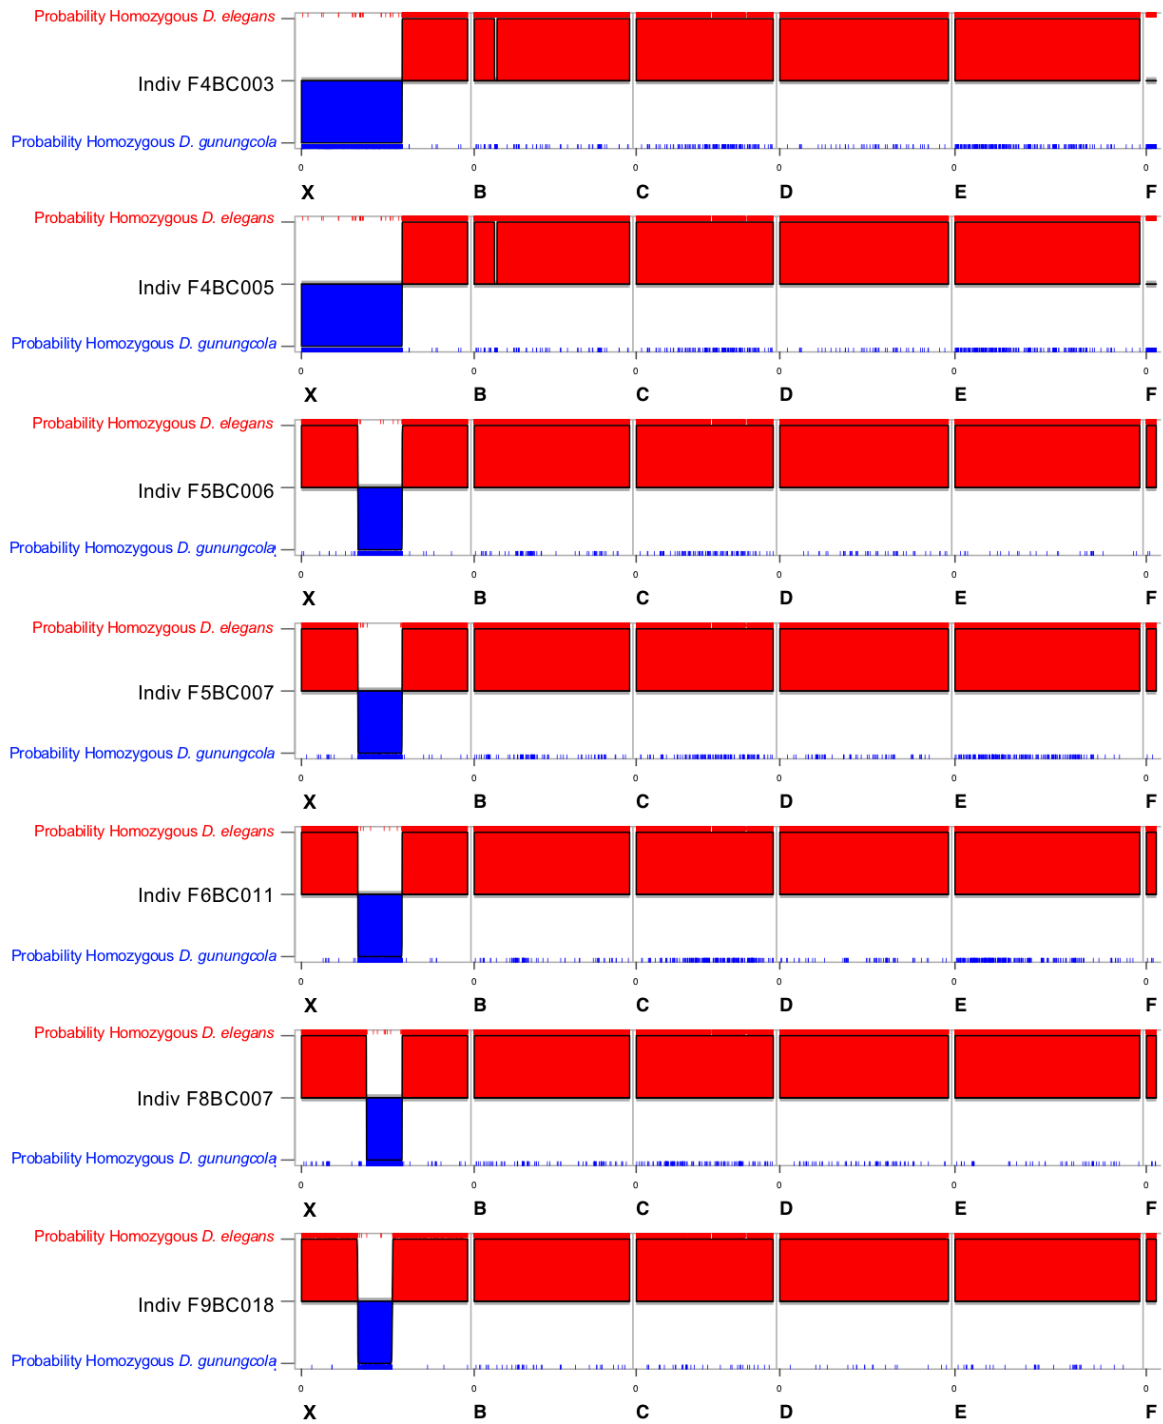 Probability Homozygous D. elegans
Indiv F4BC003
Probability Homozygous D. gunungcola
0 0 0 0 0 0
X B C D E F
Probability Homozygous D. elegans
Indiv F4BC005
Probability Homozygous D. gunungcola
0 0 0 0 0 0
X B C D E F
Probability Homozygous D. elegans
Indiv F5BC006
Probability Homozygous D. gunungcola
0 0 0 0 0 0
X B C D E F
Probability Homozygous D. elegans
Indiv F5BC007
Probability Homozygous D. gunungcola
0 0 0 0 0 0
X B C D E F
Probability Homozygous D. elegans
Indiv F6BC011
Probability Homozygous D. gunungcola
0 0 0 0 0 0
X B C D E F
Probability Homozygous D. elegans
Indiv F8BC007
Probability Homozygous D. gunungcola
0 0 0 0 0 0
X B C D E F
Probability Homozygous D. elegans
Indiv F9BC018
Probability Homozygous D. gunungcola
0 0 0 0 0 0
X B C D E F